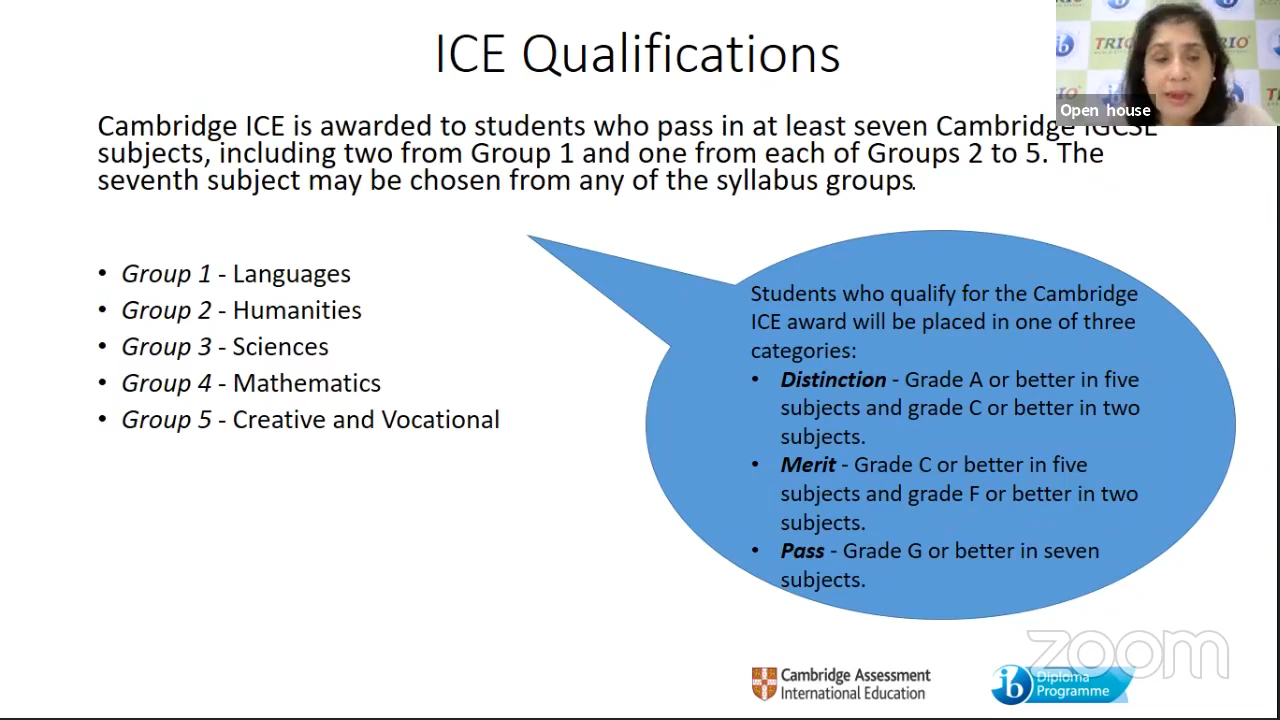 ICE Qualifications
TRIO
RIO
Open house
Cambridge ICE is awarded to students who pass in at least seven Cambridge IGCSE
subjects, including two from Group 1 and one from each of Groups 2 to 5. The
seventh subject may be chosen from any of the syllabus groups.
• Group 1 - Languages
• Group 2 - Humanities
• Group 3 - Sciences
• Group 4 - Mathematics
• Group 5 - Creative and Vocational
Students who qualify for the Cambridge
ICE award will be placed in one of three
categories:
• Distinction - Grade A or better in five
subjects and grade C or better in two
subjects.
• Merit - Grade C or better in five
subjects and grade F or better in two
subjects.
• Pass - Grade G or better in seven
subjects.
zoom
Cambridge Assessment
International Education
ib
Diploma
Programme